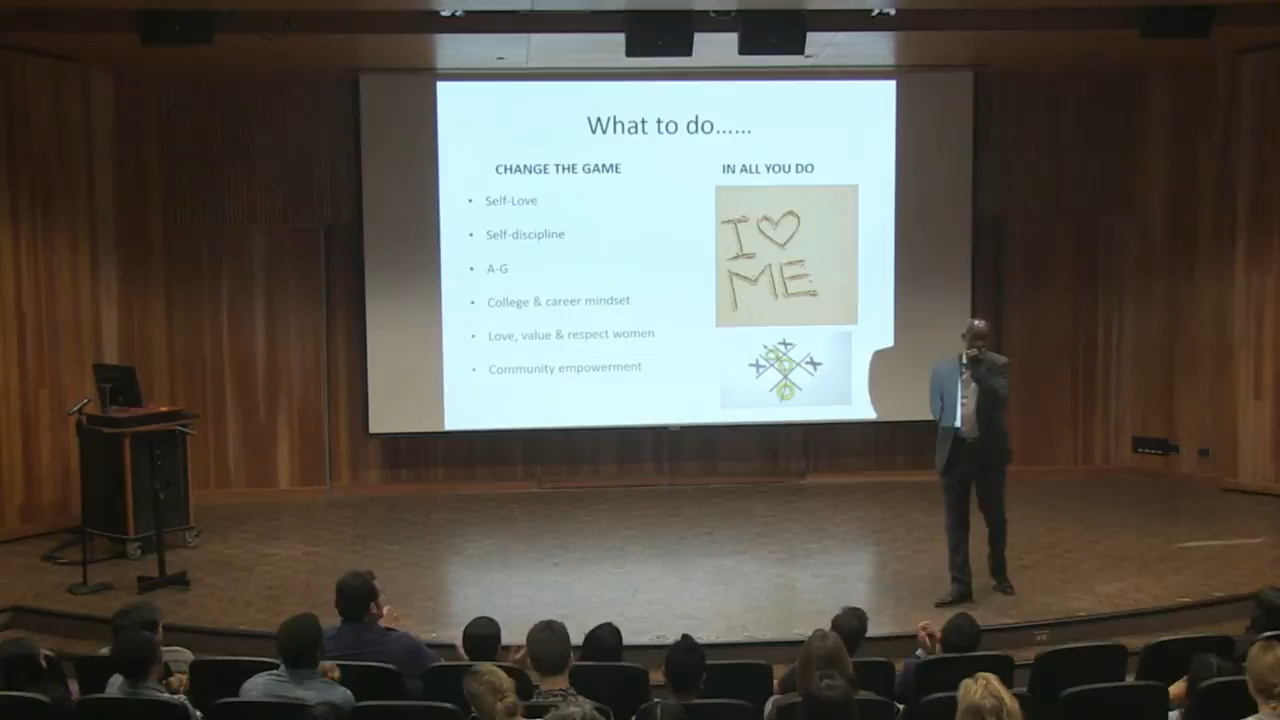 What to do......
CHANGE THE GAME
• Self-Love
• Self-discipline
• A-G
• College & career mindset
• Love, value & respect women
• Community empowerment
IN ALL YOU DO
I ♡
ME